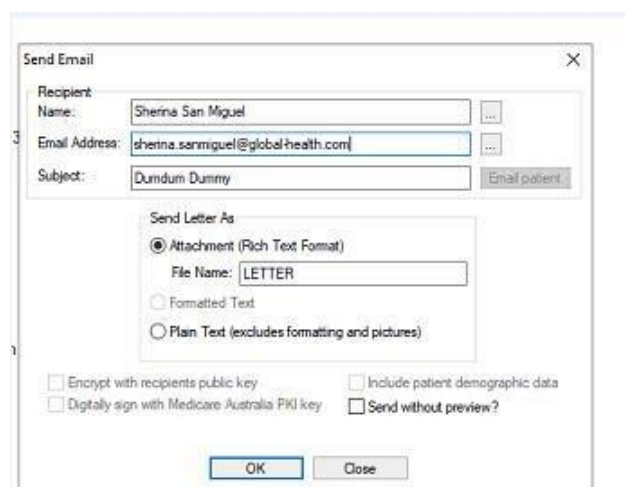 Send Email
Recipient
Name: Sherina San Miguel ...
Email Address: sherina.sanmiguel@global-health.com ...
Subject: Dumdum Dummy Email patient
Send Letter As
Attachment (Rich Text Format)
File Name: LETTER
Formatted Text
Plain Text (excludes formatting and pictures)
Encrypt with recipients public key Include patient demographic data
Digitally sign with Medicare Australia PKI key Send without preview?
OK Close